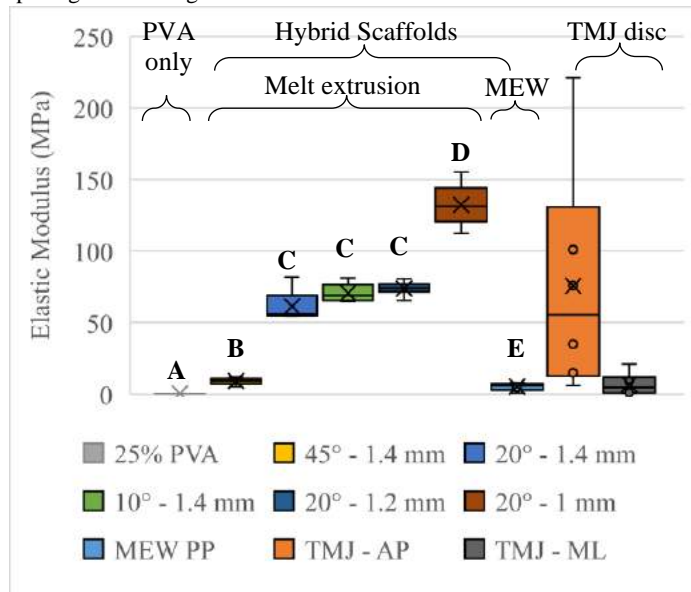 250
200
150
100
50
0
Elastic Modulus (MPa)
PVA
only
Hybrid Scaffolds
Melt extrusion
MEW
TMJ disc
A
B
C
C
C
D
E
25% PVA
45° - 1.4 mm
20° - 1.4 mm
10° - 1.4 mm
20° - 1.2 mm
20° - 1 mm
MEW PP
TMJ - AP
TMJ - ML